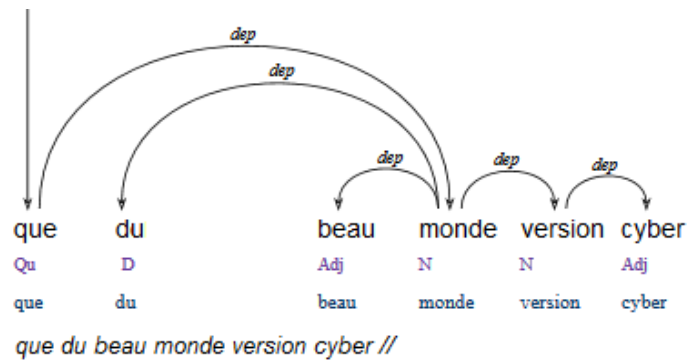 dep
dep
dep dep dep
que du beau monde version cyber
Qu D Adj N N Adj
que du beau monde version cyber
que du beau monde version cyber //